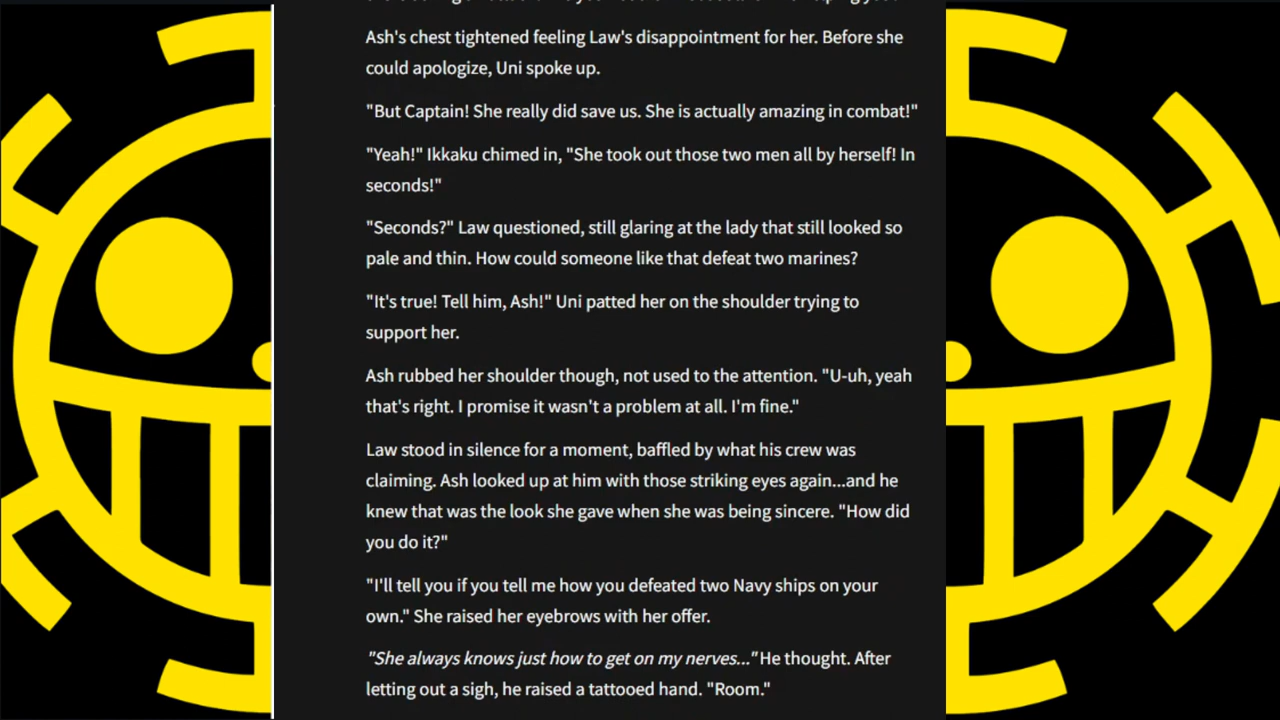 Ash's chest tightened feeling Law's disappointment for her. Before she
could apologize, Uni spoke up.
"But Captain! She really did save us. She is actually amazing in combat!"
"Yeah!" Ikkaku chimed in, "She took out those two men all by herself! In
seconds!"
"Seconds?" Law questioned, still glaring at the lady that still looked so
pale and thin. How could someone like that defeat two marines?
"It's true! Tell him, Ash!" Uni patted her on the shoulder trying to
support her.
Ash rubbed her shoulder though, not used to the attention. "U-uh, yeah
that's right. I promise it wasn't a problem at all. I'm fine."
Law stood in silence for a moment, baffled by what his crew was
claiming. Ash looked up at him with those striking eyes again...and he
knew that was the look she gave when she was being sincere. "How did
you do it?"
"I'll tell you if you tell me how you defeated two Navy ships on your
own." She raised her eyebrows with her offer.
"She always knows just how to get on my nerves..." He thought. After
letting out a sigh, he raised a tattooed hand. "Room."